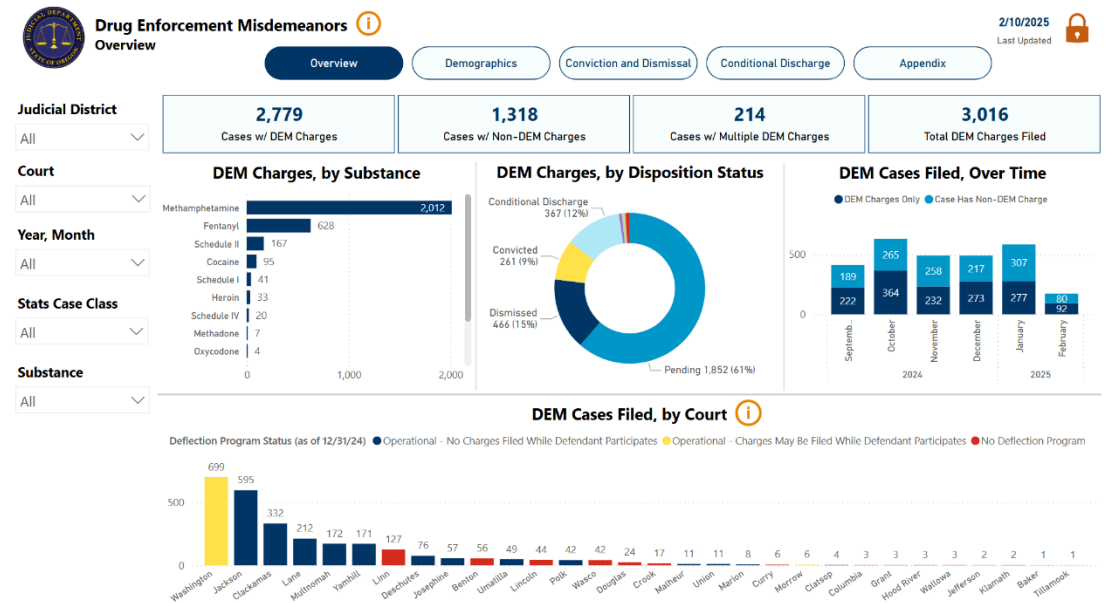 JUDICIAL DEPARTMENT
STATE OF OREGON
Drug Enforcement Misdemeanors
Overview
2/10/2025
Last Updated
Overview
Demographics
Conviction and Dismissal
Conditional Discharge
Appendix
Judicial District
All
Court
All
Year, Month
All
Stats Case Class
All
Substance
All
2,779
Cases w/ DEM Charges
1,318
Cases w/ Non-DEM Charges
214
Cases w/ Multiple DEM Charges
3,016
Total DEM Charges Filed
DEM Charges, by Substance
Methamphetamine 2,012
Fentanyl 628
Schedule II 167
Cocaine 95
Schedule I 41
Heroin 33
Schedule IV 20
Methadone 7
Oxycodone 4
0 1,000 2,000
DEM Charges, by Disposition Status
Conditional Discharge
367 (12%)
Convicted
261 (9%)
Dismissed
466 (15%)
Pending 1,852 (61%)
DEM Cases Filed, Over Time
DEM Charges Only Case Has Non-DEM Charge
500
0
189 265 258 217 307 80
222 364 232 273 277 92
Septemb... October November December January February
2024 2025
DEM Cases Filed, by Court
Deflection Program Status (as of 12/31/24) Operational - No Charges Filed While Defendant Participates Operational - Charges May Be Filed While Defendant Participates No Deflection Program
500
0
699 595 332 212 172 171 127 76 57 56 49 44 42 42 24 17 11 11 8 6 6 4 3 3 3 3 2 2 1 1
Washington Jackson Clackamas Lane Multnomah Yamhill Linn Deschutes Josephine Benton Umatilla Lincoln Polk Wasco Douglas Crook Malheur Union Marion Curry Morrow Clatsop Columbia Grant Hood River Wallowa Jefferson Klamath Baker Tillamook